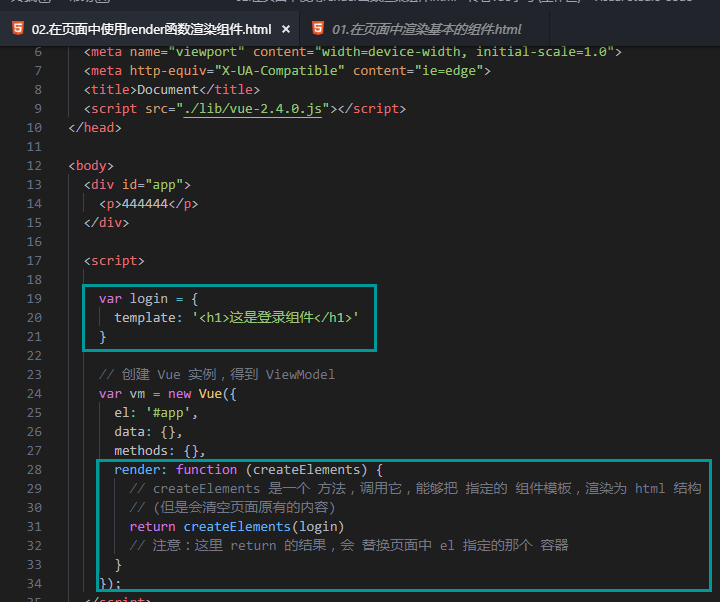 02.在页面中使用render函数渲染组件.html × 01.在页面中渲染基本的组件.html
6 <meta name="viewport" content="width=device-width, initial-scale=1.0">
7 <meta http-equiv="X-UA-Compatible" content="ie=edge">
8 <title>Document</title>
9 <script src="./lib/vue-2.4.0.js"></script>
10 </head>
11
12 <body>
13 <div id="app">
14 <p>444444</p>
15 </div>
16
17 <script>
18
19 var login = {
20 template: '<h1>这是登录组件</h1>'
21 }
22
23 // 创建 Vue 实例，得到 ViewModel
24 var vm = new Vue({
25 el: '#app',
26 data: {},
27 methods: {},
28 render: function (createElements) {
29 // createElements 是一个 方法，调用它，能够把 指定的 组件模板，渲染为 html 结构
30 // (但是会清空页面原有的内容)
31 return createElements(login)
32 // 注意：这里 return 的结果，会 替换页面中 el 指定的那个 容器
33 }
34 });
</script>